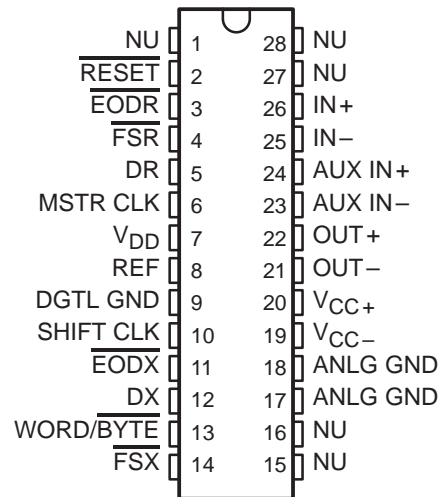 NU 1 28 NU
RESET 2 27 NU
EODR 3 26 IN+
FSR 4 25 IN−
DR 5 24 AUX IN+
MSTR CLK 6 23 AUX IN−
VDD 7 22 OUT+
REF 8 21 OUT−
DGTL GND 9 20 VCC+
SHIFT CLK 10 19 VCC−
EODX 11 18 ANLG GND
DX 12 17 ANLG GND
WORD/BYTE 13 16 NU
FSX 14 15 NU